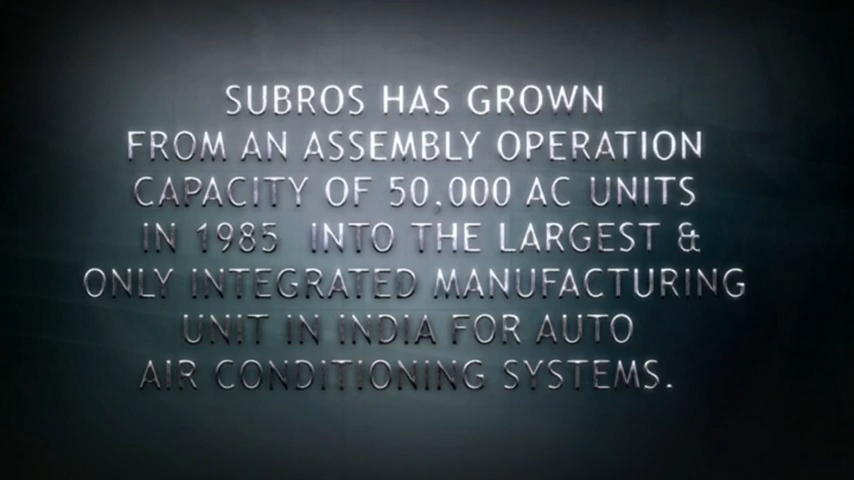 SUBROS HAS GROWN
FROM AN ASSEMBLY OPERATION
CAPACITY OF 50,000 AC UNITS
IN 1985 INTO THE LARGEST &
ONLY INTEGRATED MANUFACTURING
UNIT IN INDIA FOR AUTO
AIR CONDITIONING SYSTEMS.